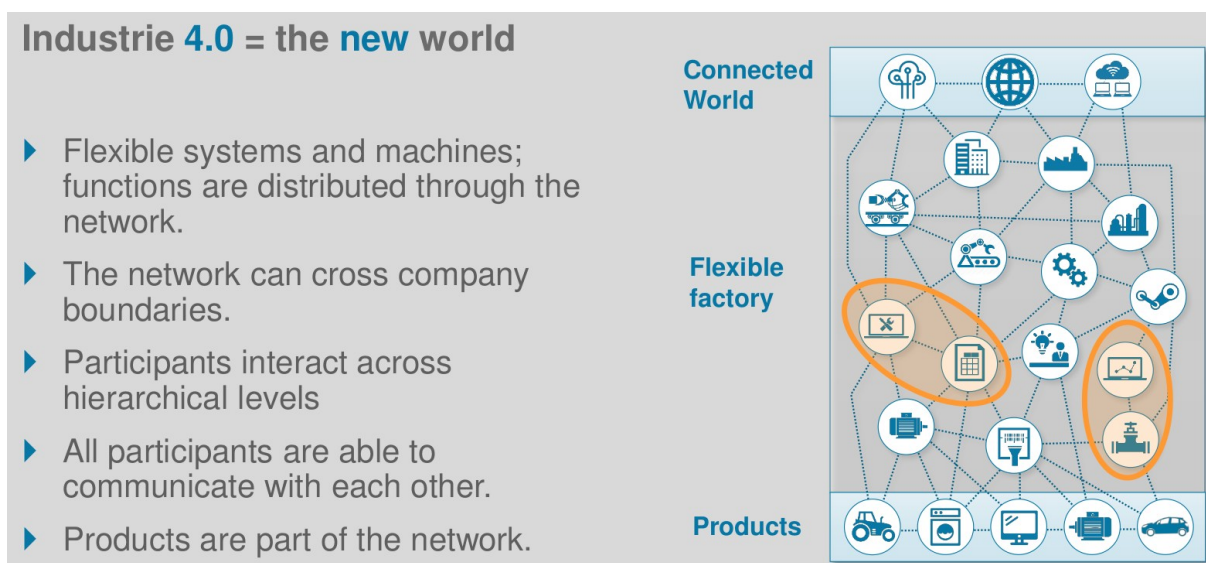 Industrie 4.0 = the new world
Flexible systems and machines;
functions are distributed through the
network.
The network can cross company
boundaries.
Participants interact across
hierarchical levels
All participants are able to
communicate with each other.
Products are part of the network.
Connected
World
Flexible
factory
Products